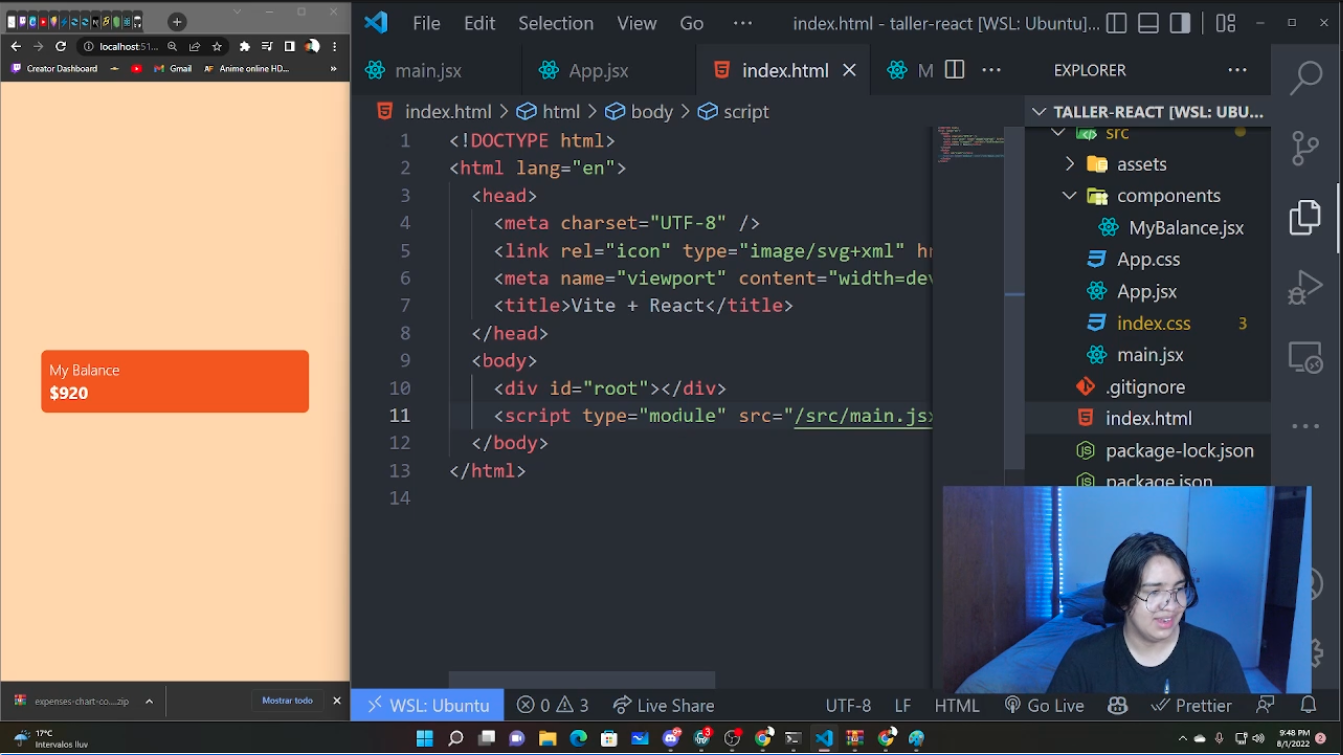 localhost:51...
Creator Dashboard
Gmail
Anime online HD...
»
My Balance
$920
expenses-chart-co....zip
Mostrar todo
File Edit Selection View Go ···
index.html - taller-react [WSL: Ubuntu]...
main.jsx
App.jsx
index.html
M
index.html > html > body > script
1 <!DOCTYPE html>
2 <html lang="en">
3 <head>
4 <meta charset="UTF-8" />
5 <link rel="icon" type="image/svg+xml" hr
6 <meta name="viewport" content="width=dev
7 <title>Vite + React</title>
8 </head>
9 <body>
10 <div id="root"></div>
11 <script type="module" src="/src/main.jsx
12 </body>
13 </html>
14
EXPLORER
TALLER-REACT [WSL: UBU...
src
assets
components
MyBalance.jsx
App.css
App.jsx
index.css 3
main.jsx
.gitignore
index.html
package-lock.json
package.json
WSL: Ubuntu
0 3
Live Share
UTF-8 LF HTML
Go Live
Prettier
17°C
Intervalos lluv
9:48 PM
8/1/2022